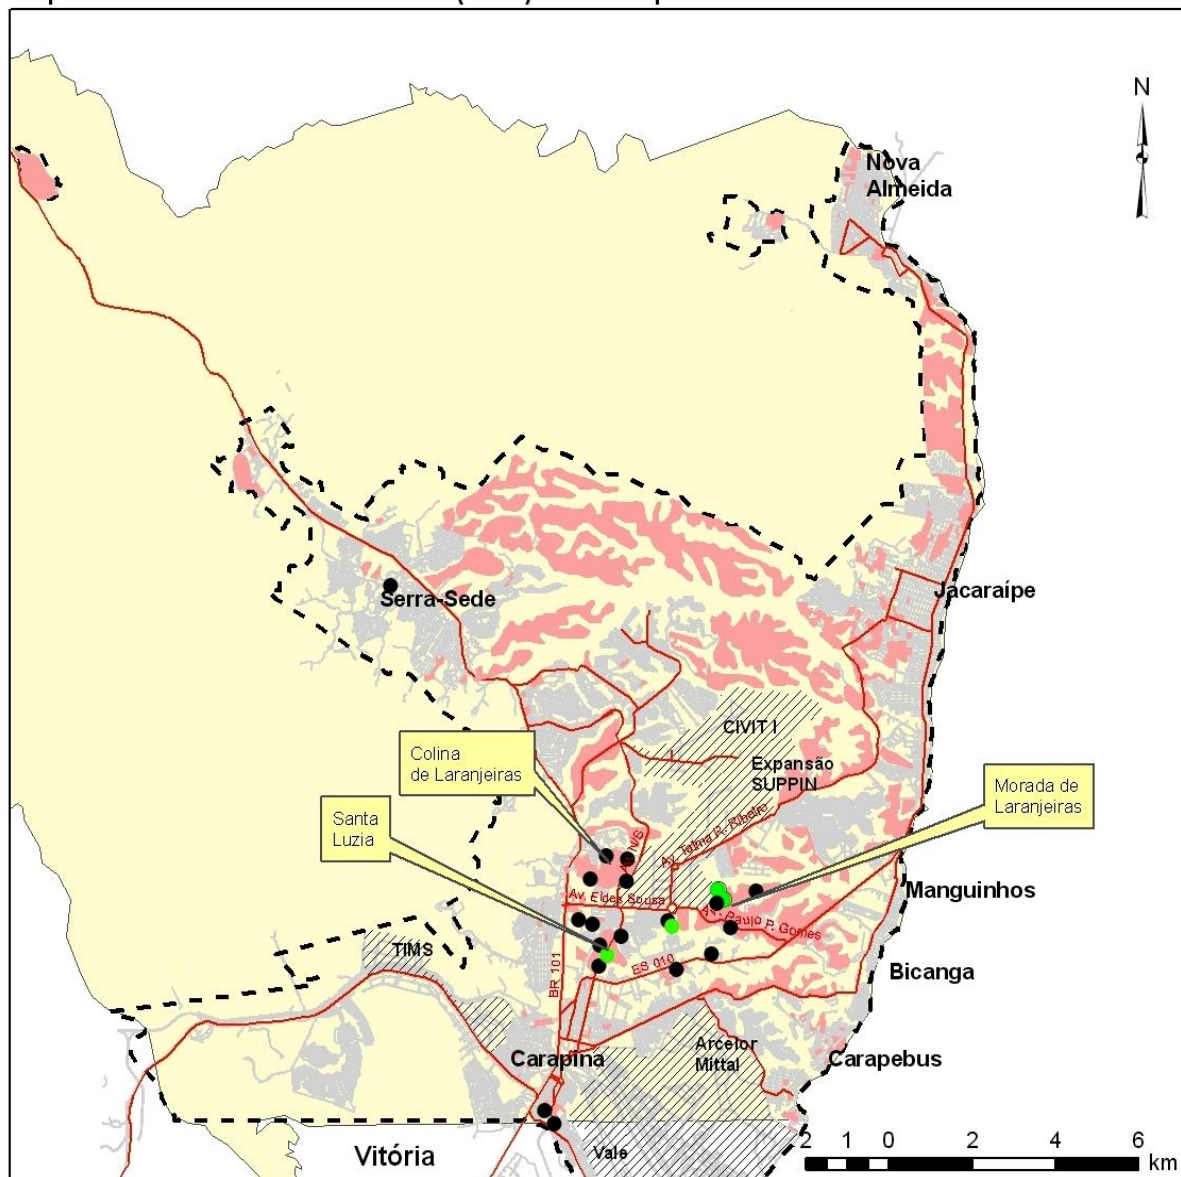 N
Nova
Almeida
Serra-Sede
Jacaraípe
CIVIT I
Expansão
SUPPIN
Colina
de Laranjeiras
Morada de
Laranjeiras
Santa
Luzia
Av. Talma R. Ribeiro
N/S
Av. Eldes Sousa
Manguinhos
Av. Paulo P. Gomes
TIMS
BR 101
ES 010
Bicanga
Arcelor
Mittal
Carapina
Carapebus
Vitória
Vale
2 1 0 2 4 6
km